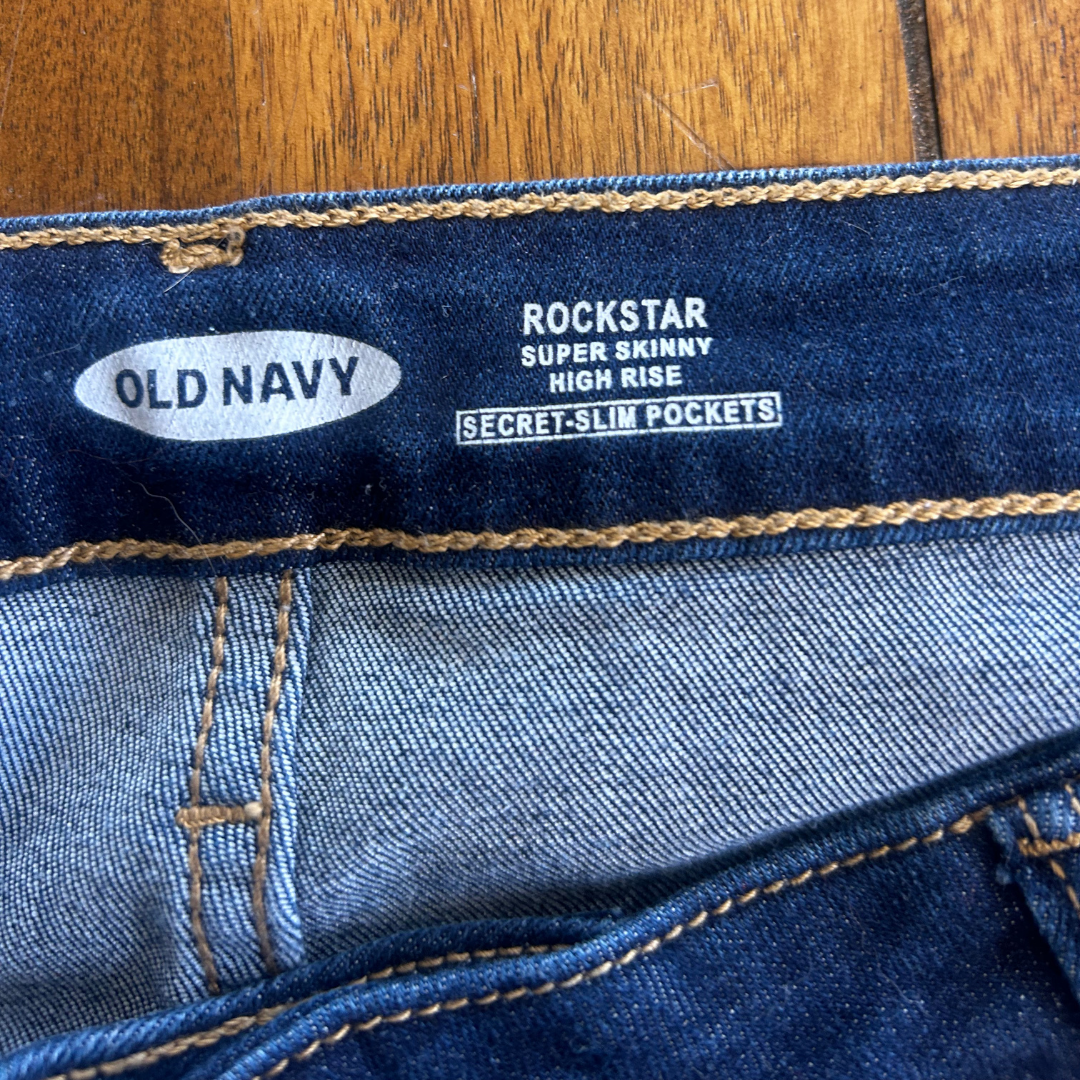 OLD NAVY
ROCKSTAR
SUPER SKINNY
HIGH RISE
SECRET-SLIM POCKETS